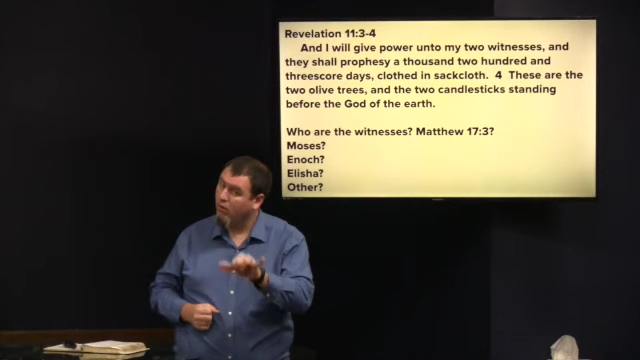 Revelation 11:3-4
And I will give power unto my two witnesses, and
they shall prophesy a thousand two hundred and
threescore days, clothed in sackcloth.  4  These are the
two olive trees, and the two candlesticks standing
before the God of the earth.
Who are the witnesses? Matthew 17:3?
Moses?
Enoch?
Elisha?
Other?